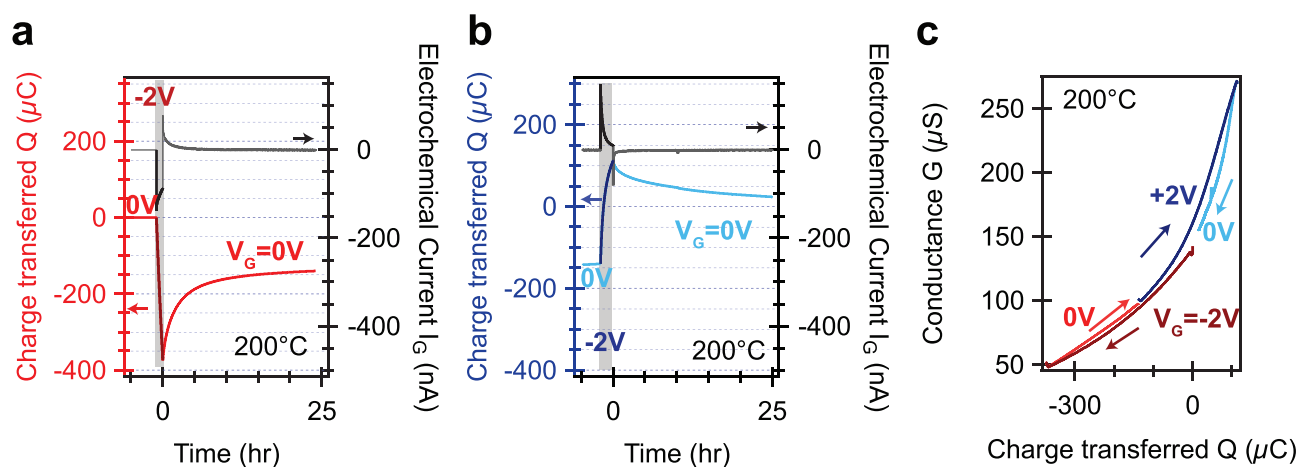 a
Charge transferred Q (µC)
200
0
-200
-400
-2V
0V
V_G=0V
200°C
0
25
Time (hr)
0
-200
-400
Electrochemical Current I_G (nA)
b
Charge transferred Q (µC)
200
0
-200
-400
0V
-2V
V_G=0V
200°C
0
25
Time (hr)
0
-200
-400
Electrochemical Current I_G (nA)
c
Conductance G (µS)
250
200
150
100
50
200°C
+2V
0V
0V
V_G=-2V
-300
0
Charge transferred Q (µC)